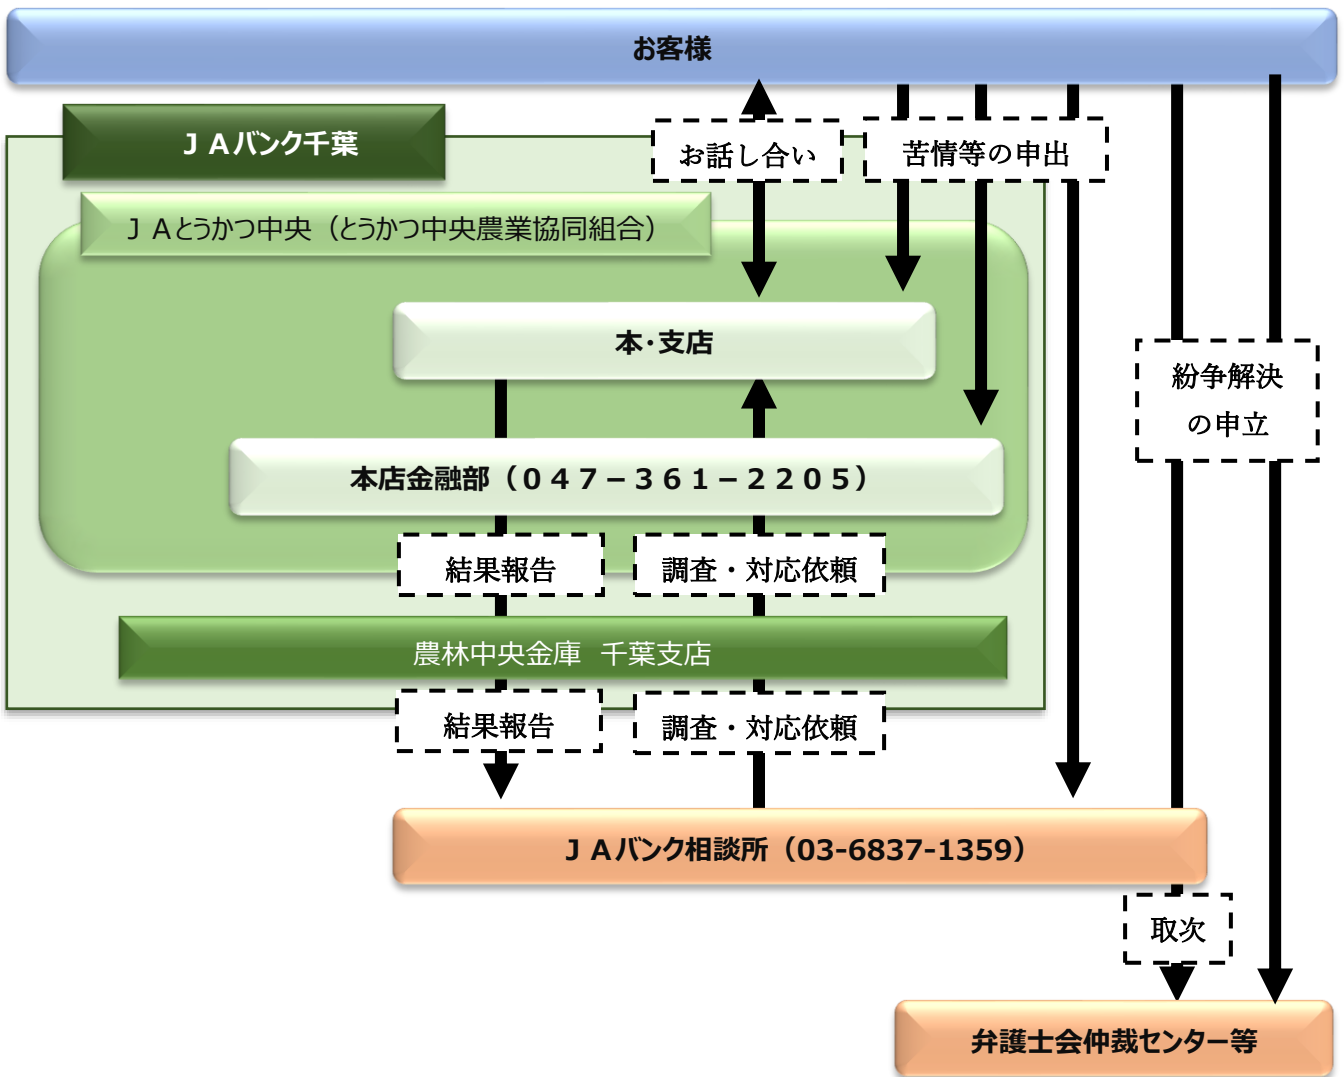 お客様
ＪＡバンク千葉
お話し合い
苦情等の申出
ＪＡとうかつ中央（とうかつ中央農業協同組合）
本・支店
紛争解決
の申立
本店金融部（０４７－３６１－２２０５）
結果報告
調査・対応依頼
農林中央金庫　千葉支店
結果報告
調査・対応依頼
ＪＡバンク相談所（03-6837-1359）
取次
弁護士会仲裁センター等